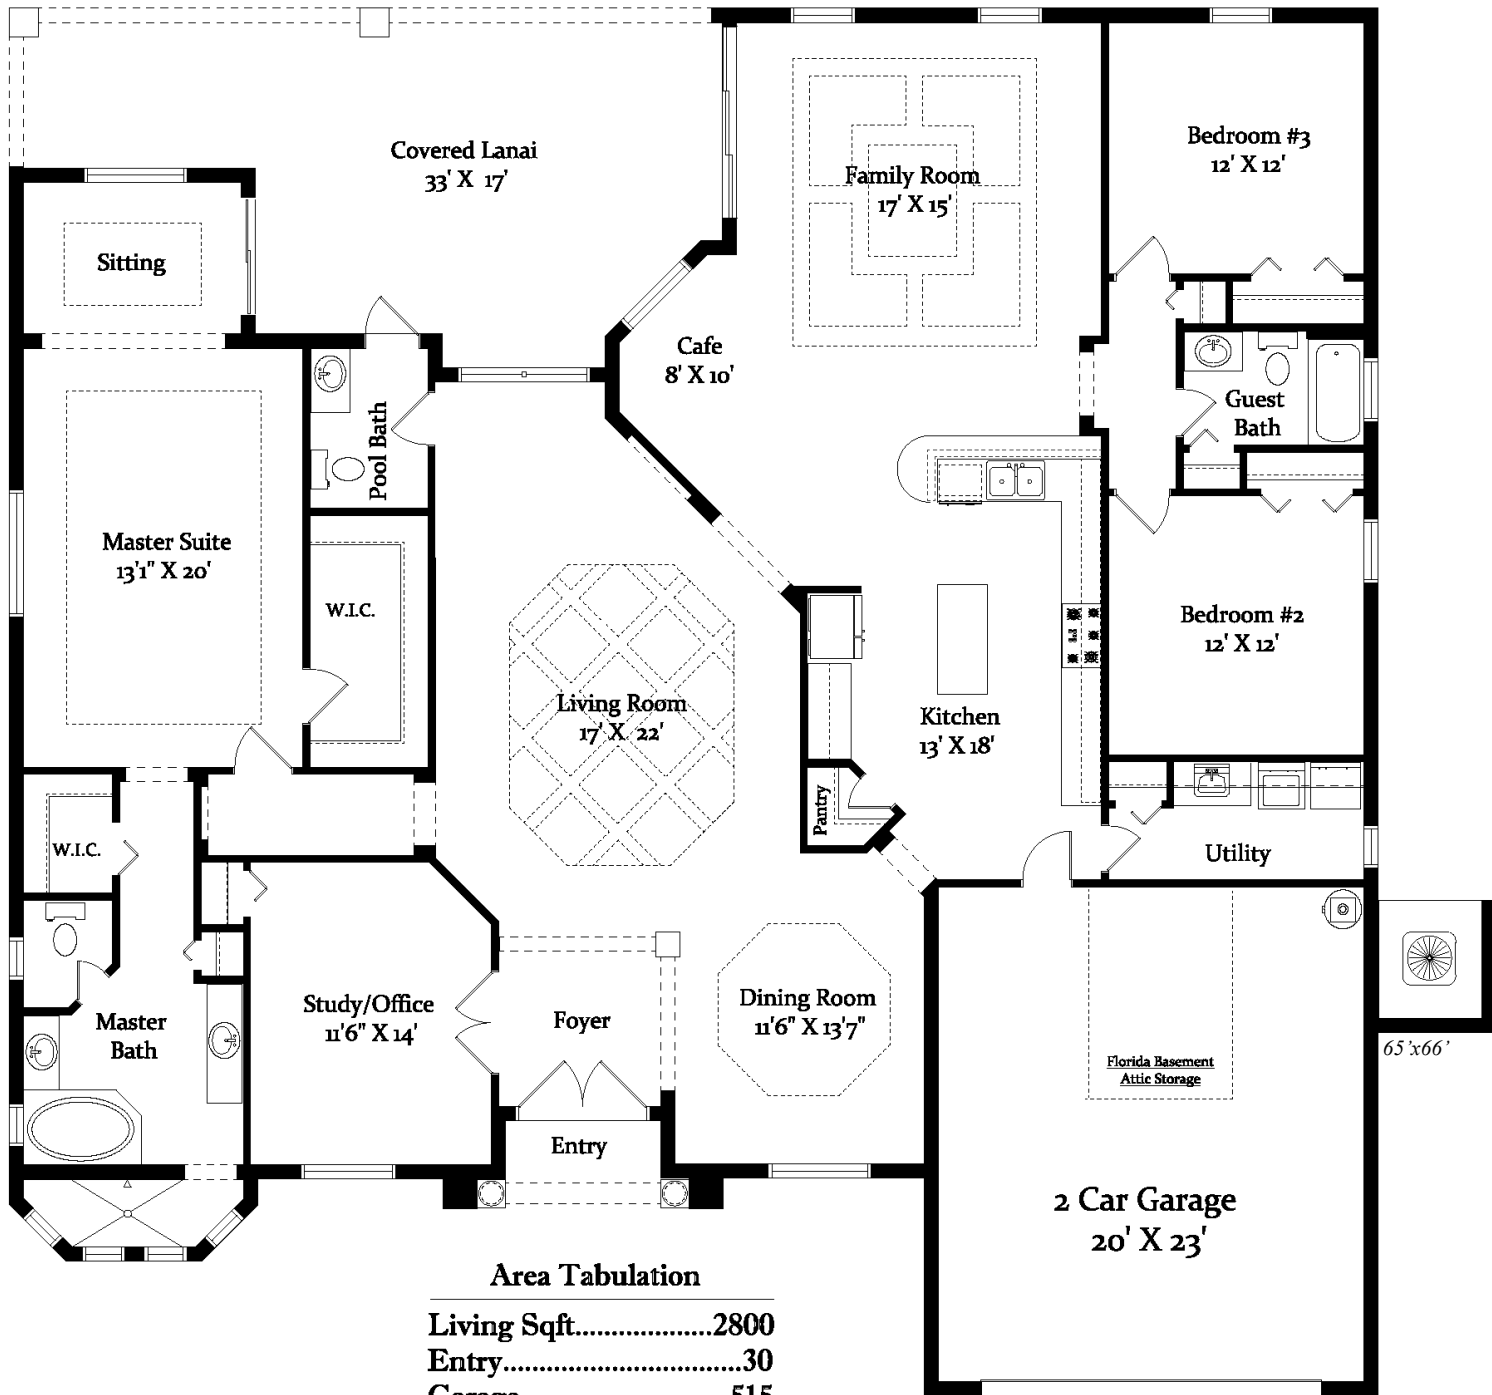 Covered Lanai
33' X 17'
Bedroom #3
12' X 12'
Family Room
17' X 15'
Sitting
Cafe
8' X 10'
Guest
Bath
Pool Bath
Master Suite
13'1" X 20'
W.I.C.
Bedroom #2
12' X 12'
Living Room
17' X 22'
Kitchen
13' X 18'
Pantry
W.I.C.
Utility
Study/Office
11'6" X 14'
Foyer
Dining Room
11'6" X 13'7"
Master
Bath
Florida Basement
Attic Storage
65'x66'
Entry
2 Car Garage
20' X 23'
Area Tabulation
Living Sqft...................2800
Entry.................................30
Garage 515